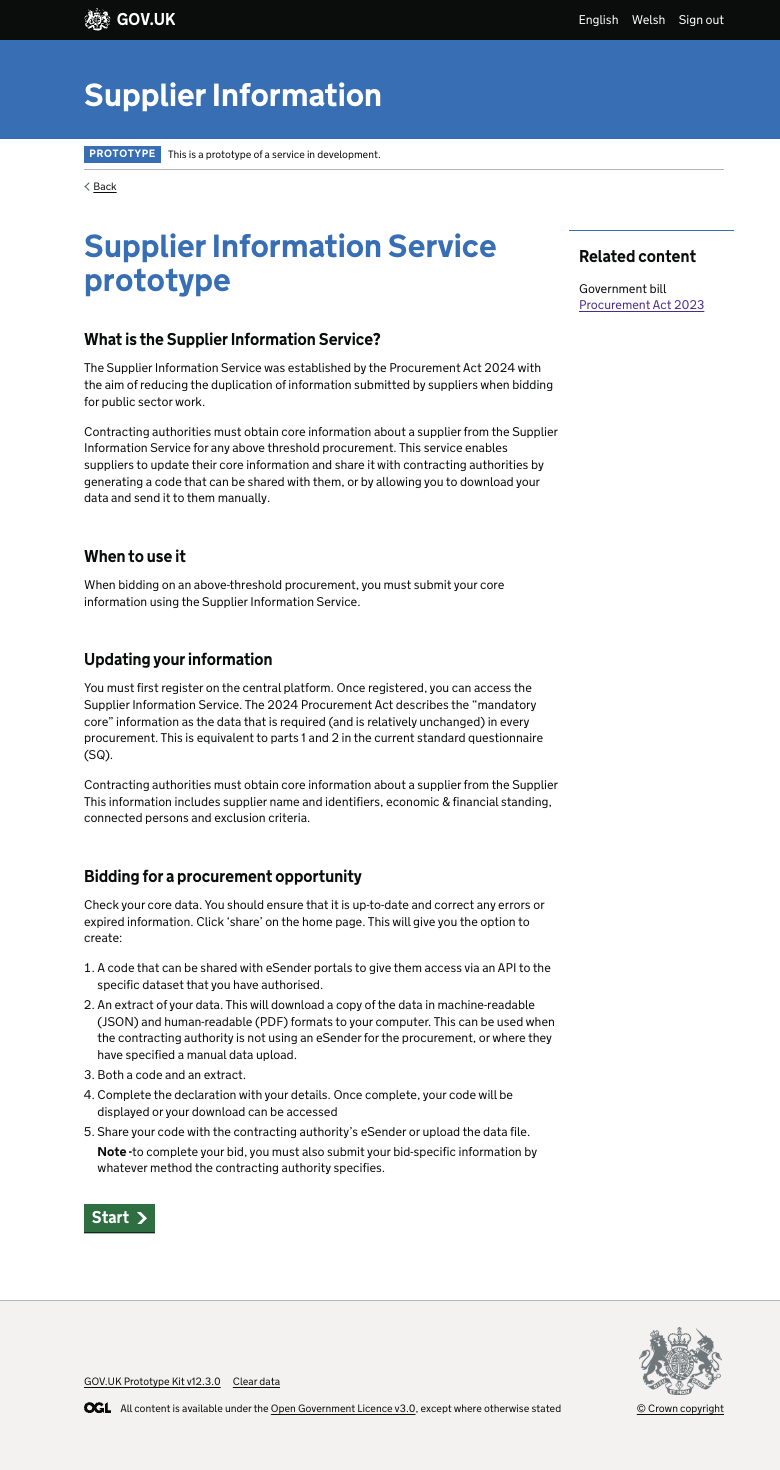 GOV.UK
English Welsh Sign out
Supplier Information
PROTOTYPE This is a prototype of a service in development.
Back
Supplier Information Service
prototype
What is the Supplier Information Service?
The Supplier Information Service was established by the Procurement Act 2024 with
the aim of reducing the duplication of information submitted by suppliers when bidding
for public sector work.
Contracting authorities must obtain core information about a supplier from the Supplier
Information Service for any above threshold procurement. This service enables
suppliers to update their core information and share it with contracting authorities by
generating a code that can be shared with them, or by allowing you to download your
data and send it to them manually.
When to use it
When bidding on an above-threshold procurement, you must submit your core
information using the Supplier Information Service.
Updating your information
You must first register on the central platform. Once registered, you can access the
Supplier Information Service. The 2024 Procurement Act describes the “mandatory
core” information as the data that is required (and is relatively unchanged) in every
procurement. This is equivalent to parts 1 and 2 in the current standard questionnaire
(SQ).
Contracting authorities must obtain core information about a supplier from the Supplier
This information includes supplier name and identifiers, economic & financial standing,
connected persons and exclusion criteria.
Bidding for a procurement opportunity
Check your core data. You should ensure that it is up-to-date and correct any errors or
expired information. Click ‘share’ on the home page. This will give you the option to
create:
1. A code that can be shared with eSender portals to give them access via an API to the
specific dataset that you have authorised.
2. An extract of your data. This will download a copy of the data in machine-readable
(JSON) and human-readable (PDF) formats to your computer. This can be used when
the contracting authority is not using an eSender for the procurement, or where they
have specified a manual data upload.
3. Both a code and an extract.
4. Complete the declaration with your details. Once complete, your code will be
displayed or your download can be accessed
5. Share your code with the contracting authority’s eSender or upload the data file.
Note -to complete your bid, you must also submit your bid-specific information by
whatever method the contracting authority specifies.
Start
Related content
Government bill
Procurement Act 2023
GOV.UK Prototype Kit v12.3.0 Clear data
OGL All content is available under the Open Government Licence v3.0, except where otherwise stated
© Crown copyright